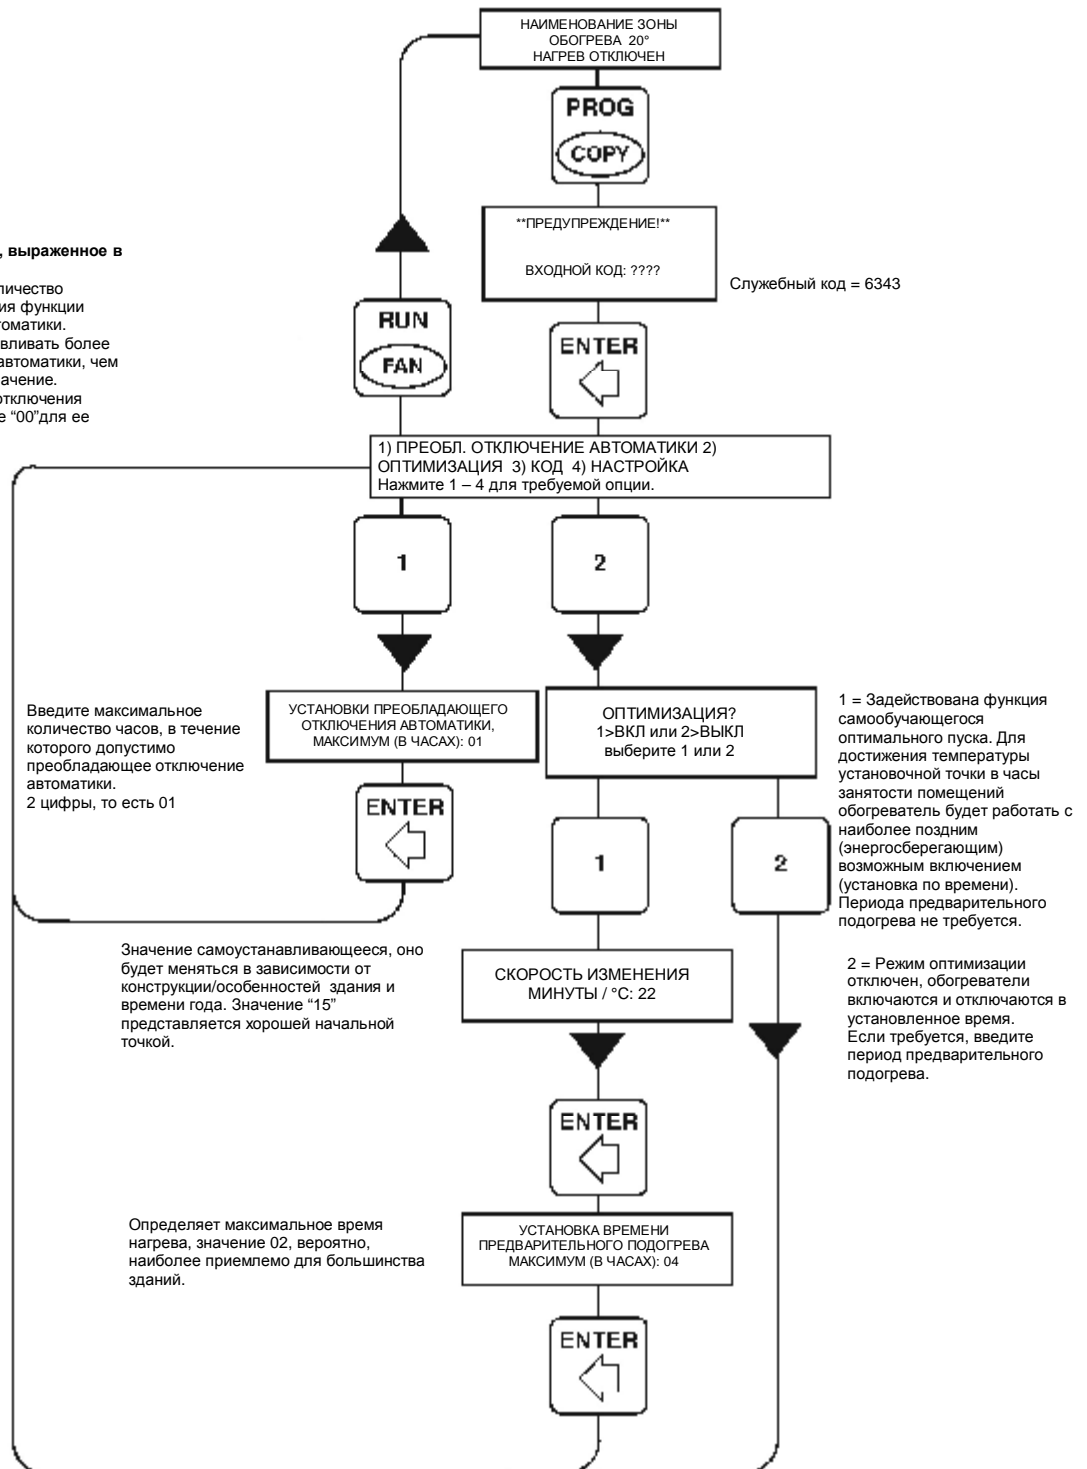 НАИМЕНОВАНИЕ ЗОНЫ
ОБОГРЕВА 20°
НАГРЕВ ОТКЛЮЧЕН
PROG
COPY
**ПРЕДУПРЕЖДЕНИЕ!**
ВХОДНОЙ КОД: ????
Служебный код = 6343
, выраженное в
личество
ия функции
томатики.
вливать более
автоматики, чем
ачение.
отключения
е “00”для ее
RUN
FAN
ENTER
1) ПРЕОБЛ. ОТКЛЮЧЕНИЕ АВТОМАТИКИ 2)
ОПТИМИЗАЦИЯ 3) КОД 4) НАСТРОЙКА
Нажмите 1 – 4 для требуемой опции.
1
2
Введите максимальное
количество часов, в течение
которого допустимо
преобладающее отключение
автоматики.
2 цифры, то есть 01
УСТАНОВКИ ПРЕОБЛАДАЮЩЕГО
ОТКЛЮЧЕНИЯ АВТОМАТИКИ,
МАКСИМУМ (В ЧАСАХ): 01
ОПТИМИЗАЦИЯ?
1>ВКЛ или 2>ВЫКЛ
выберите 1 или 2
1 = Задействована функция
самообучающегося
оптимального пуска. Для
достижения температуры
установочной точки в часы
занятости помещений
обогреватель будет работать с
наиболее поздним
(энергосберегающим)
возможным включением
(установка по времени).
Периода предварительного
подогрева не требуется.
ENTER
1
2
Значение самоустанавливающееся, оно
будет меняться в зависимости от
конструкции/особенностей здания и
времени года. Значение “15”
представляется хорошей начальной
точкой.
СКОРОСТЬ ИЗМЕНЕНИЯ
МИНУТЫ / °C: 22
2 = Режим оптимизации
отключен, обогреватели
включаются и отключаются в
установленное время.
Если требуется, введите
период предварительного
подогрева.
ENTER
Определяет максимальное время
нагрева, значение 02, вероятно,
наиболее приемлемо для большинства
зданий.
УСТАНОВКА ВРЕМЕНИ
ПРЕДВАРИТЕЛЬНОГО ПОДОГРЕВА
МАКСИМУМ (В ЧАСАХ): 04
ENTER